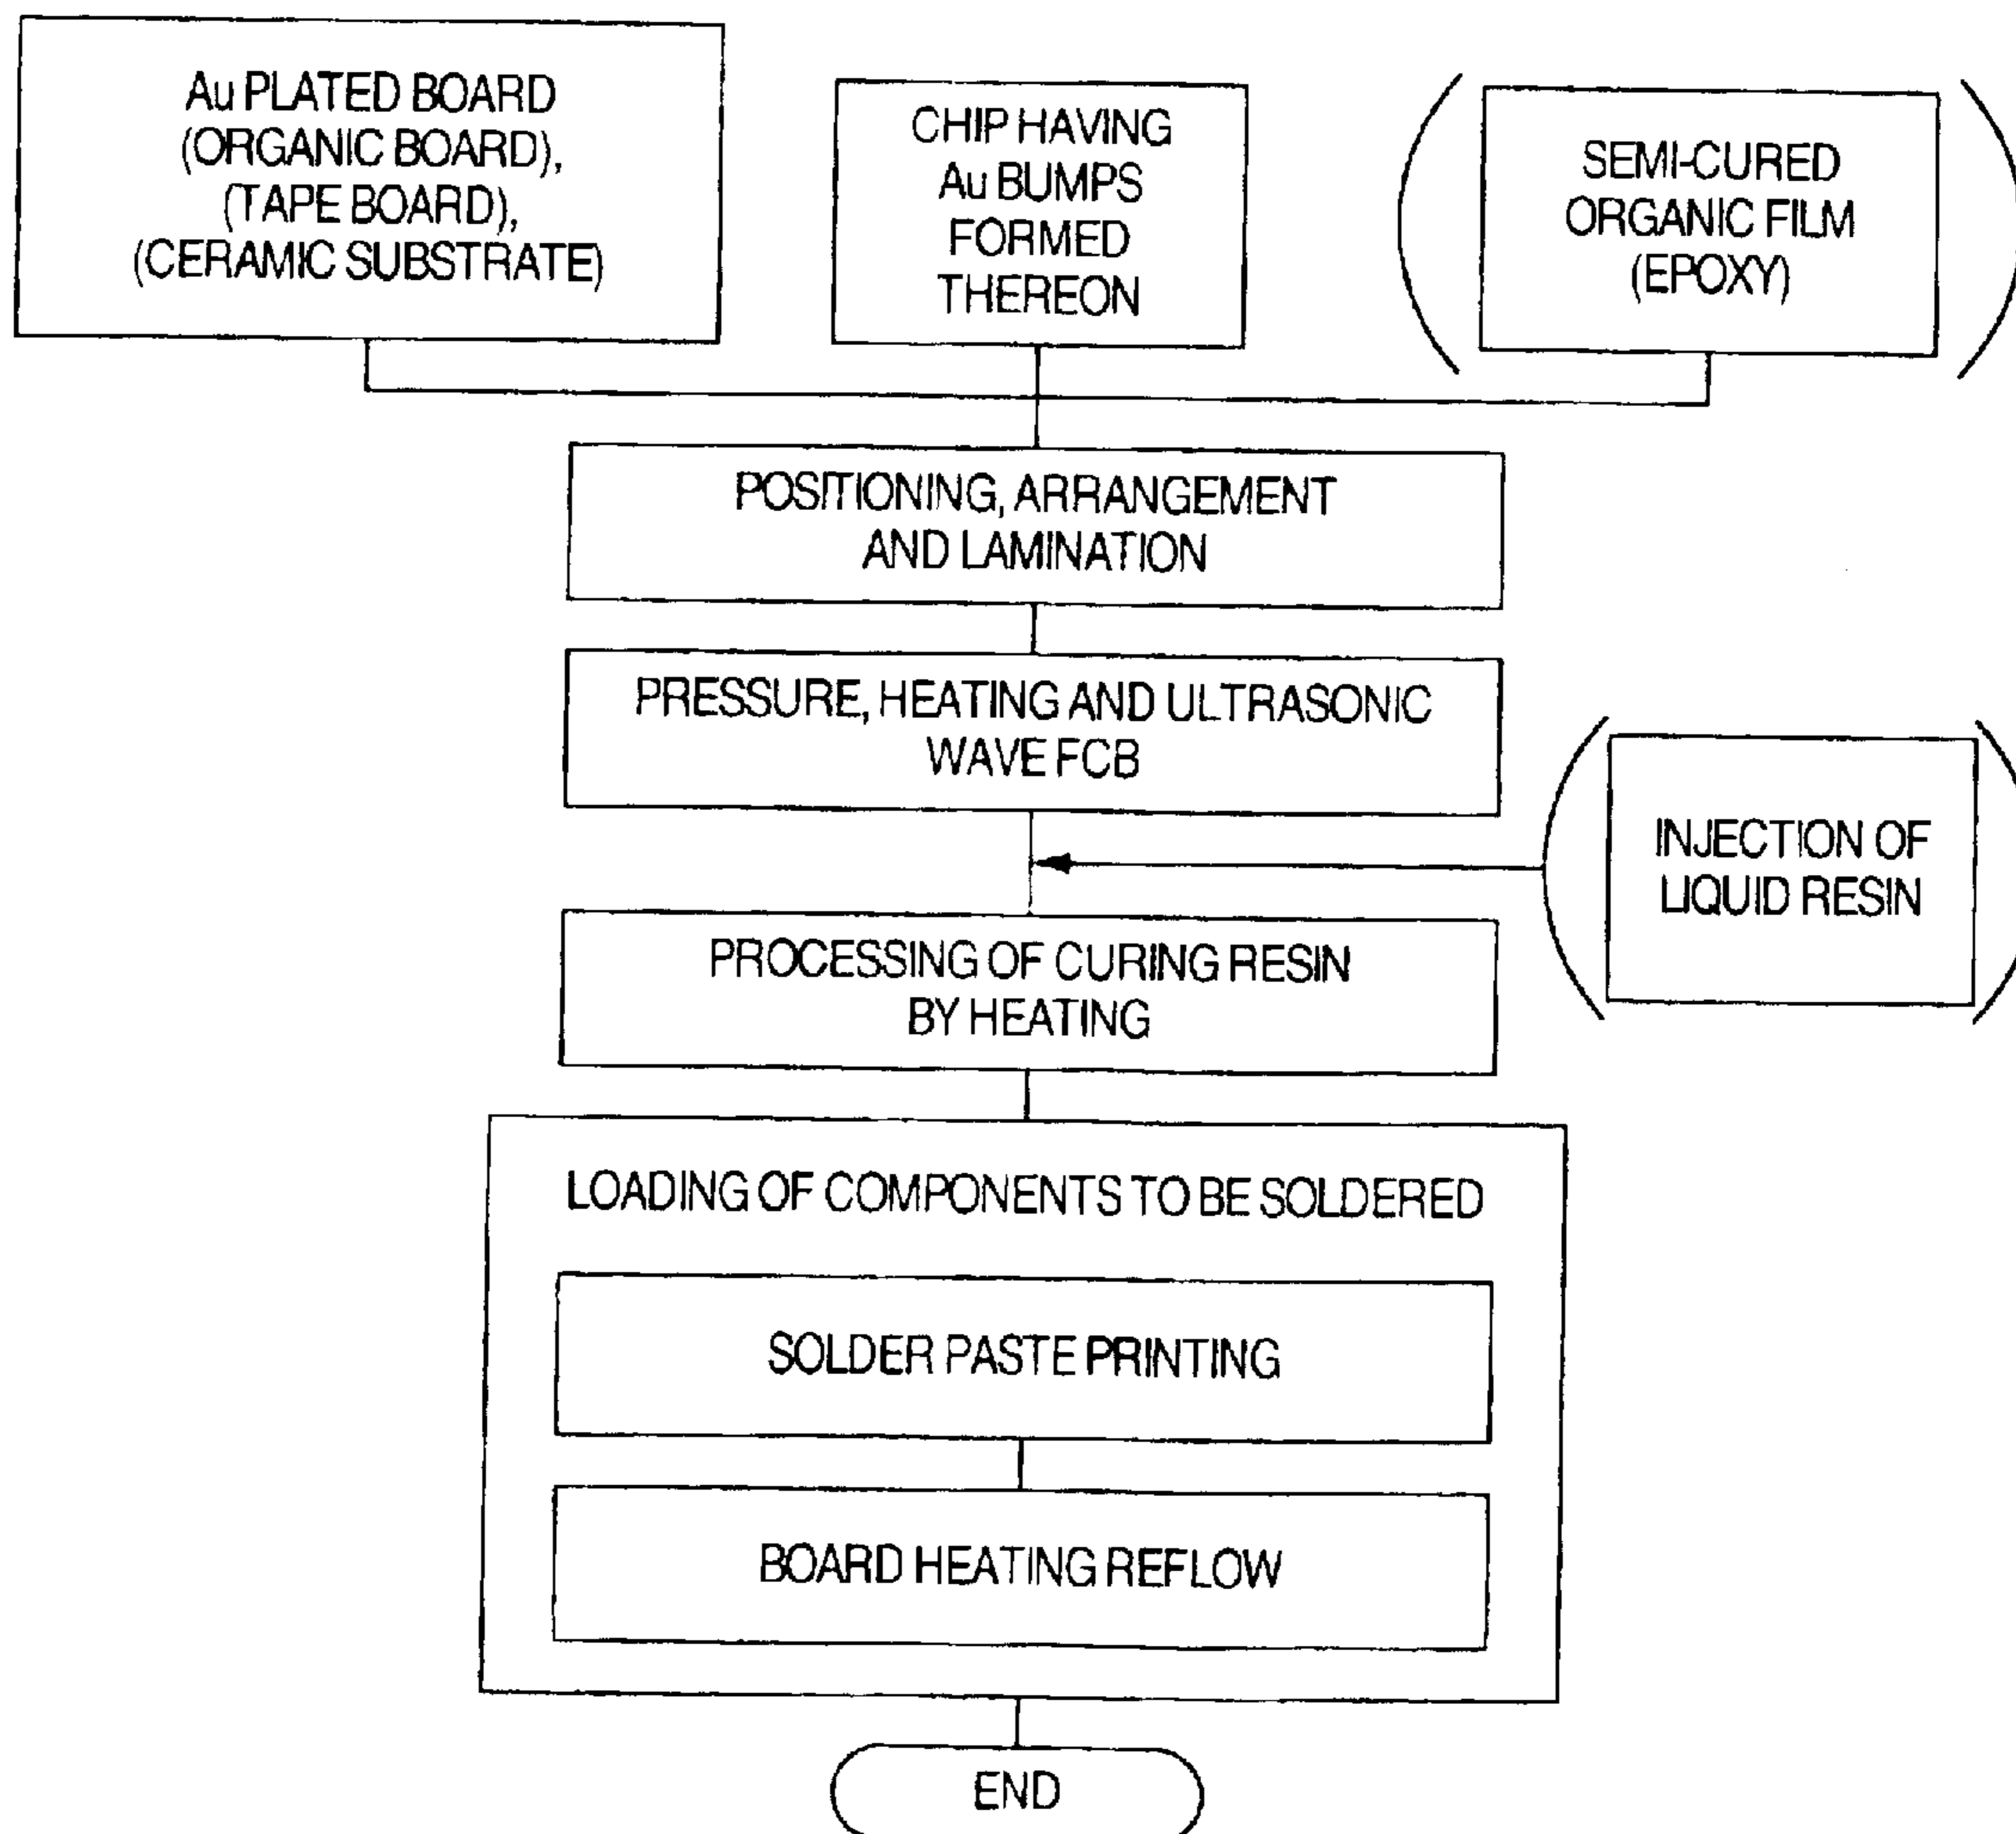 Au PLATED BOARD
(ORGANIC BOARD),
(TAPE BOARD),
(CERAMIC SUBSTRATE)
CHIP HAVING
Au BUMPS
FORMED
THEREON
SEMI-CURED
ORGANIC FILM
(EPOXY)
POSITIONING, ARRANGEMENT
AND LAMINATION
PRESSURE, HEATING AND ULTRASONIC
WAVE FCB
INJECTION OF
LIQUID RESIN
PROCESSING OF CURING RESIN
BY HEATING
LOADING OF COMPONENTS TO BE SOLDERED
SOLDER PASTE PRINTING
BOARD HEATING REFLOW
END